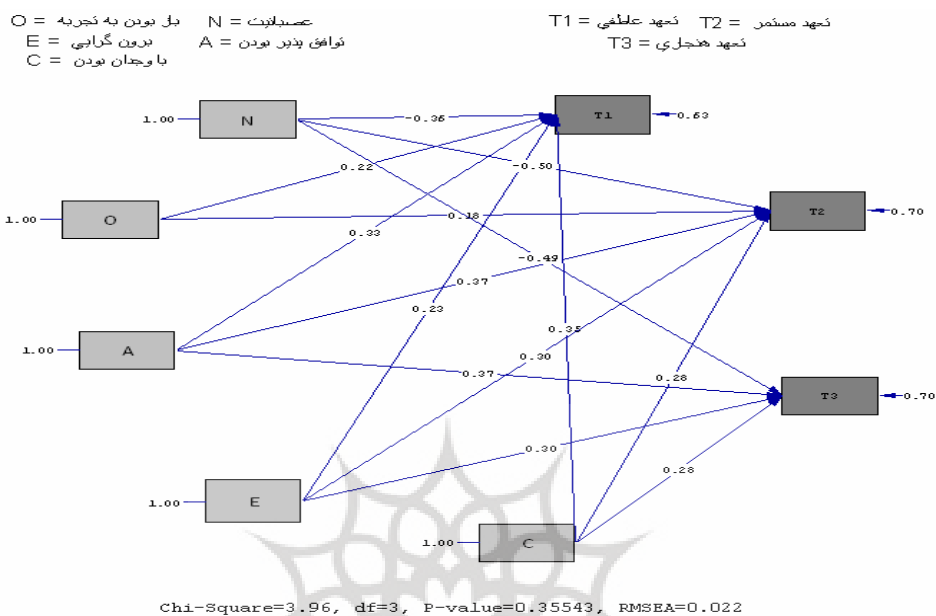 O = باز بودن به تجربه N = عصبانیت T1 = تعهد عاطفي T2 = تعهد مستمر
E = برون گرايي A = توافق پذير بودن T3 = تعهد هنجاري
C = با وجدان بودن
1.00 N -0.36 T1 0.63
0.22 -0.50
1.00 O 0.18 T2 0.70
0.33
-0.49
0.37
0.23
0.35
1.00 A 0.30
0.37 0.28
T3 0.70
0.30
0.28
1.00 E
1.00 C
Chi-Square=3.96, df=3, P-value=0.35543, RMSEA=0.022